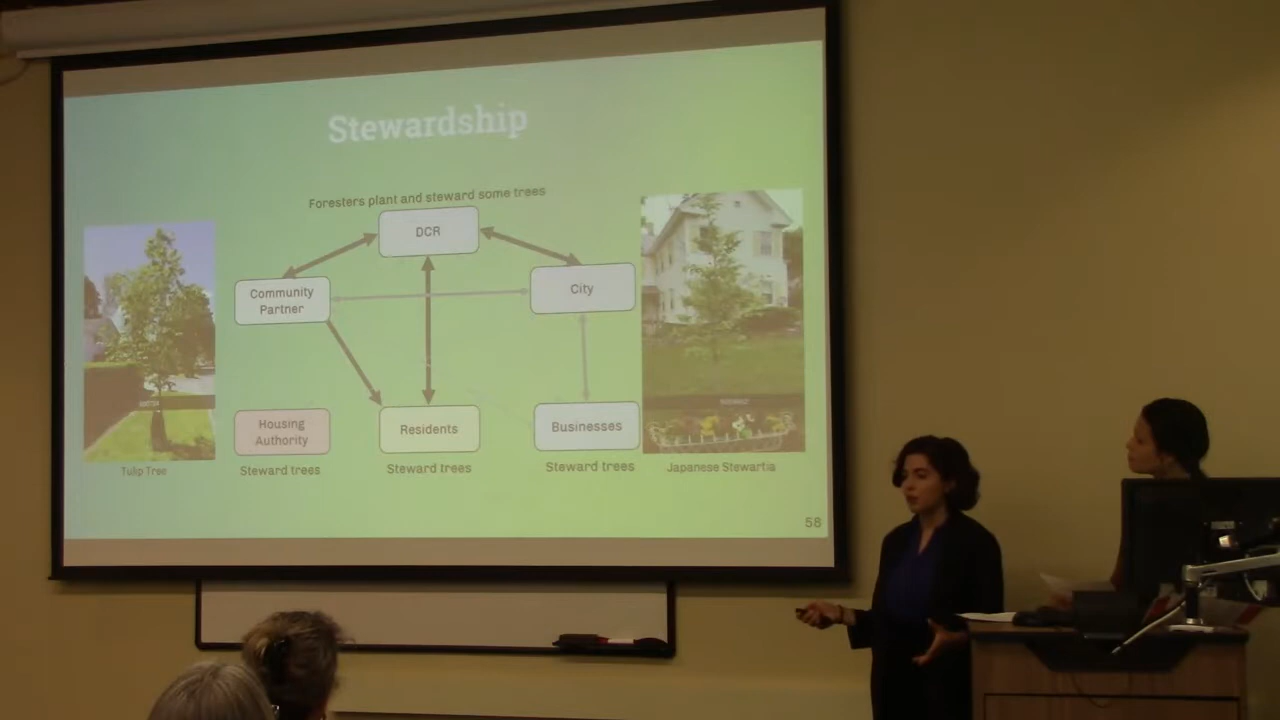 Stewardship
Foresters plant and steward some trees
DCR
Community
Partner
City
Housing
Authority
Residents
Businesses
Tulip Tree
Steward trees
Steward trees
Steward trees
Japanese Stewartia
58